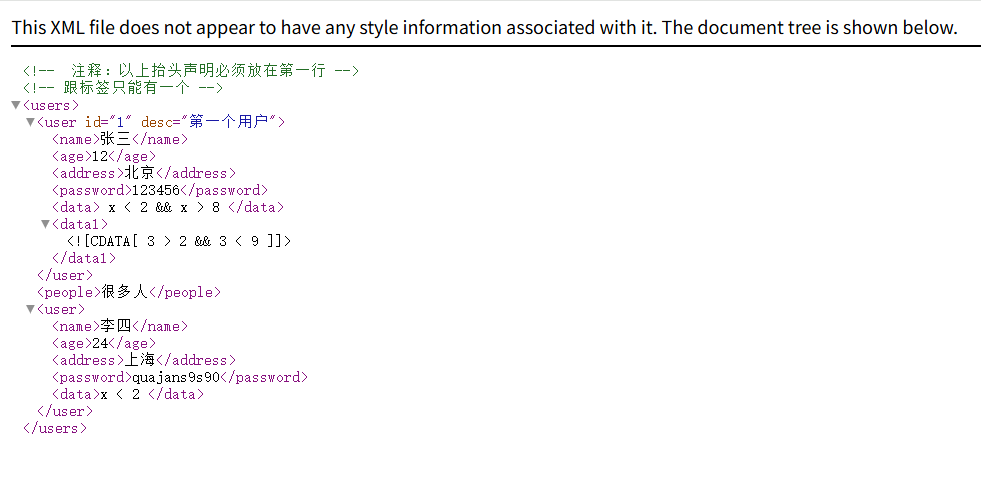 This XML file does not appear to have any style information associated with it. The document tree is shown below.
<!-- 注释：以上抬头声明必须放在第一行 -->
<!-- 跟标签只能有一个 -->
▼<users>
▼<user id="1" desc="第一个用户">
<name>张三</name>
<age>12</age>
<address>北京</address>
<password>123456</password>
<data> x < 2 && x > 8 </data>
▼<data1>
<![CDATA[ 3 > 2 && 3 < 9 ]]>
</data1>
</user>
<people>很多人</people>
▼<user>
<name>李四</name>
<age>24</age>
<address>上海</address>
<password>quajans9s90</password>
<data>x < 2 </data>
</user>
</users>